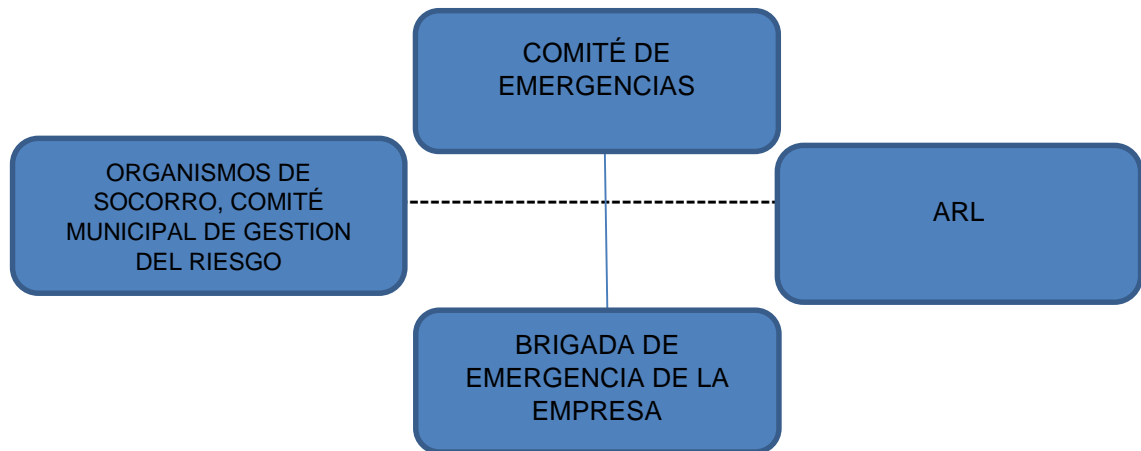 COMITÉ DE
EMERGENCIAS
ORGANISMOS DE
SOCORRO, COMITÉ
MUNICIPAL DE GESTION
DEL RIESGO
ARL
BRIGADA DE
EMERGENCIA DE LA
EMPRESA